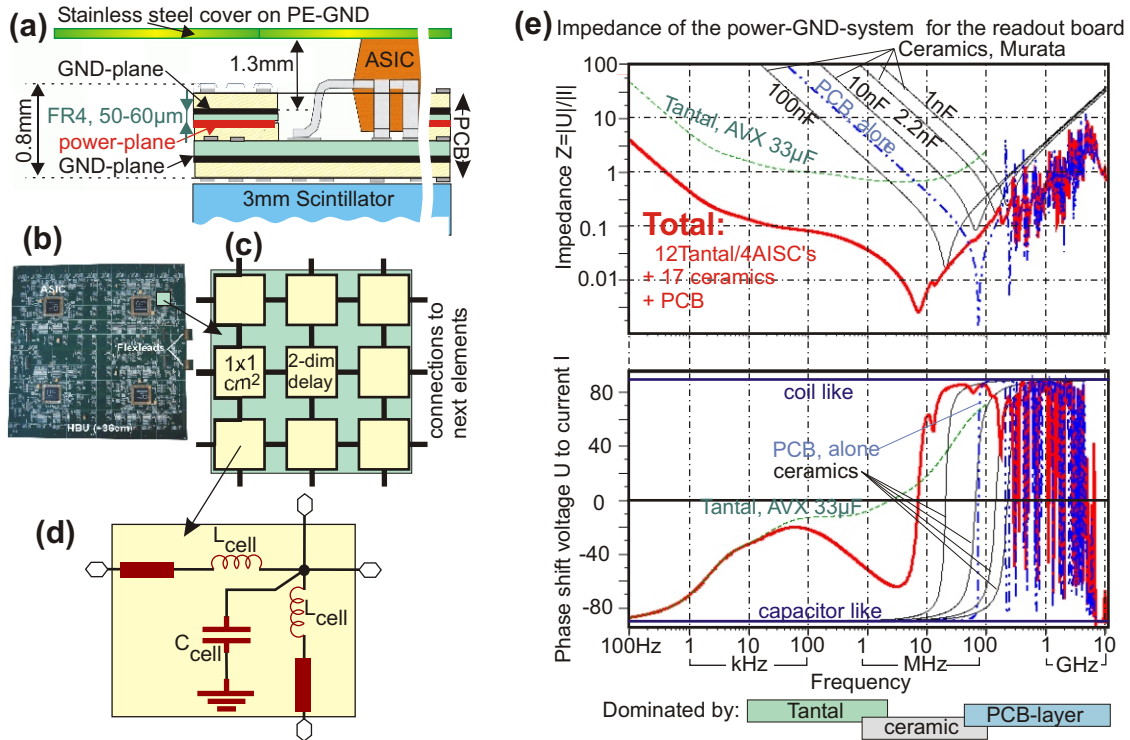 (a)
Stainless steel cover on PE-GND
1.3mm
ASIC
GND-plane
FR4, 50-60µm
power-plane
GND-plane
0.8mm
PCB
3mm Scintillator
(b)
ASIC
Flexleads
HBU (~36cm)
(c)
1x1
cm²
2-dim
delay
connections to
next elements
(d)
Lcell
Lcell
Ccell
(e)
Impedance of the power-GND-system for the readout board
Ceramics, Murata
Impedance Z=|U|/|I|
100
10
1
0.1
0.01
100nF
PCB, alone
10nF
2.2nF
1nF
Tantal, AVX 33µF
Total:
12Tantal/4AISC's
+ 17 ceramics
+ PCB
Phase shift voltage U to current I
80
40
0
-40
-80
coil like
PCB, alone
ceramics
Tantal, AVX 33µF
capacitor like
100Hz 1 10 100 1 10 100 1 10
kHz MHz GHz
Frequency
Dominated by: Tantal
ceramic
PCB-layer